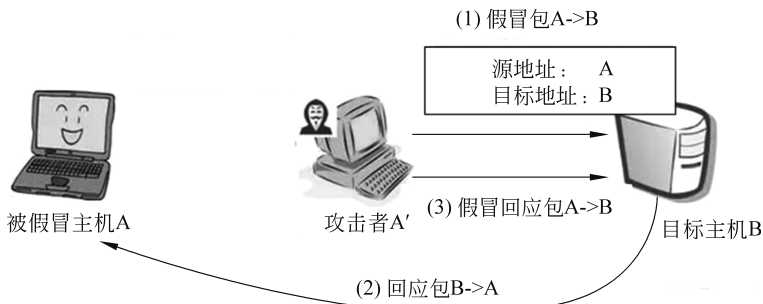 (1) 假冒包A->B
源地址： A
目标地址：B
(3) 假冒回应包A->B
被假冒主机A
攻击者A′
目标主机B
(2) 回应包B->A